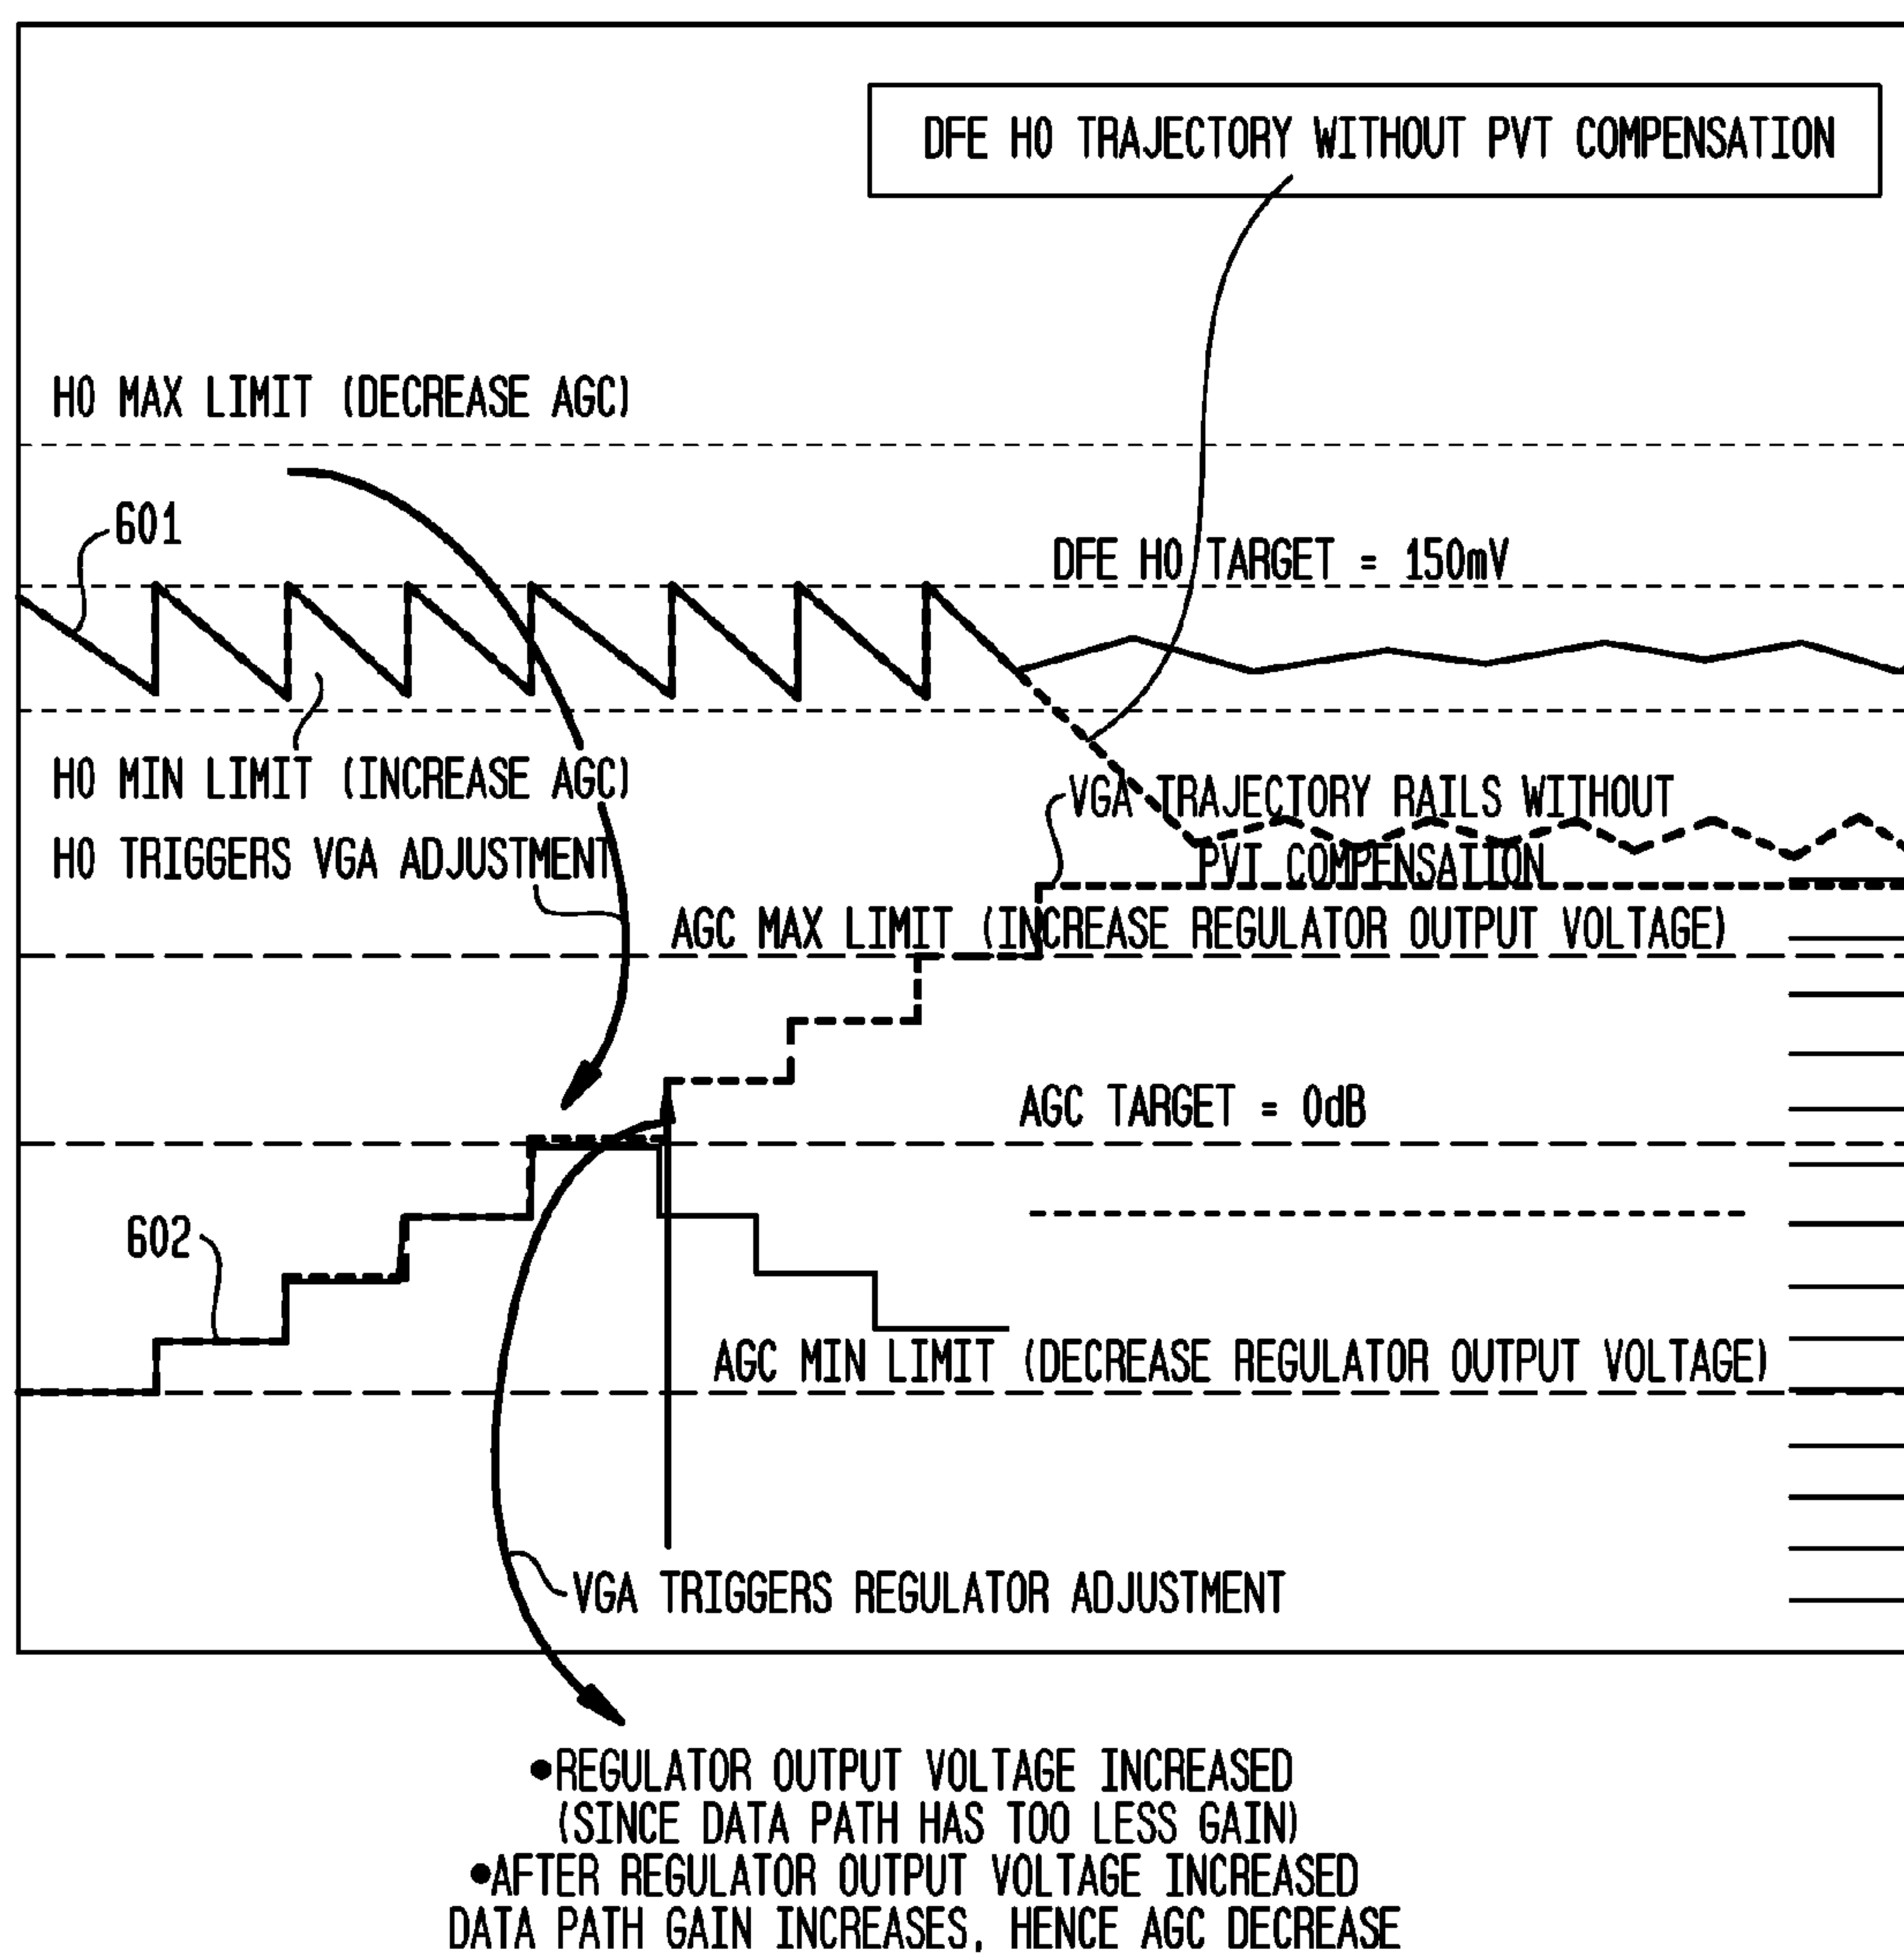 DFE H0 TRAJECTORY WITHOUT PVT COMPENSATION
H0 MAX LIMIT (DECREASE AGC)
601
DFE H0 TARGET = 150mV
H0 MIN LIMIT (INCREASE AGC)
H0 TRIGGERS VGA ADJUSTMENT
VGA TRAJECTORY RAILS WITHOUT
PVT COMPENSATION
AGC MAX LIMIT (INCREASE REGULATOR OUTPUT VOLTAGE)
AGC TARGET = 0dB
602
AGC MIN LIMIT (DECREASE REGULATOR OUTPUT VOLTAGE)
VGA TRIGGERS REGULATOR ADJUSTMENT
•REGULATOR OUTPUT VOLTAGE INCREASED
(SINCE DATA PATH HAS TOO LESS GAIN)
•AFTER REGULATOR OUTPUT VOLTAGE INCREASED
DATA PATH GAIN INCREASES, HENCE AGC DECREASE